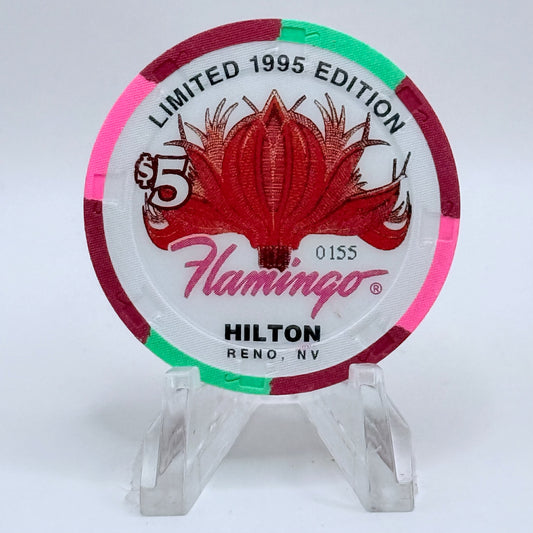 LIMITED 1995 EDITION
$5
0155
Flamingo®
HILTON
RENO, NV